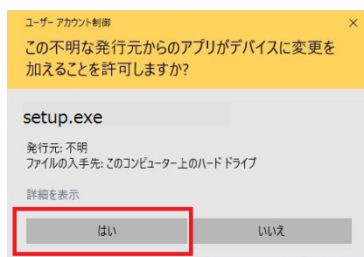 ユーザー アカウント制御
この不明な発行元からのアプリがデバイスに変更を
加えることを許可しますか?
setup.exe
発行元: 不明
ファイルの入手先: このコンピューター上のハード ドライブ
詳細を表示
はい
いいえ